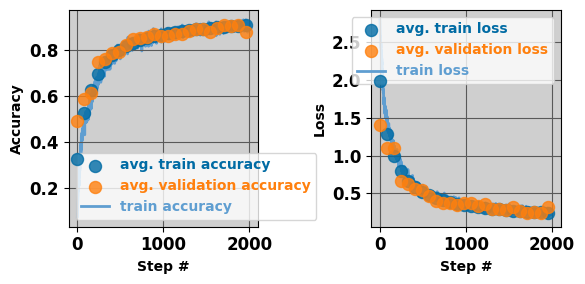 0.8
0.6
0.4
0.2
Accuracy
avg. train accuracy
avg. validation accuracy
train accuracy
0
1000
2000
Step #
2.5
2.0
1.5
1.0
0.5
Loss
avg. train loss
avg. validation loss
train loss
0
1000
2000
Step #